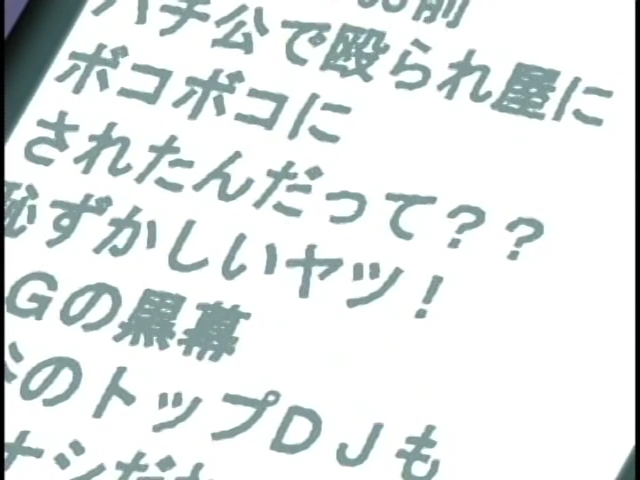 ハチ公で殴られ屋に
ボコボコに
されたんだって？？
恥ずかしいヤツ！
Gの黒幕
のトップDJも